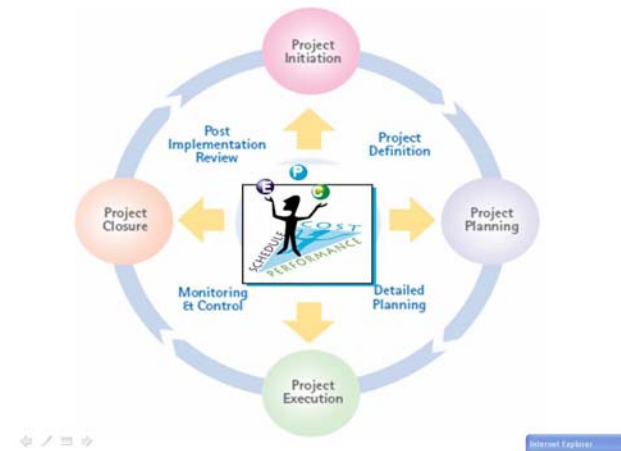 Project
Initiation
Post
Implementation
Review
Project
Definition
E
P
C
Project
Closure
SCHEDULE
COST
PERFORMANCE
Project
Planning
Monitoring
& Control
Detailed
Planning
Project
Execution
Internet Explorer